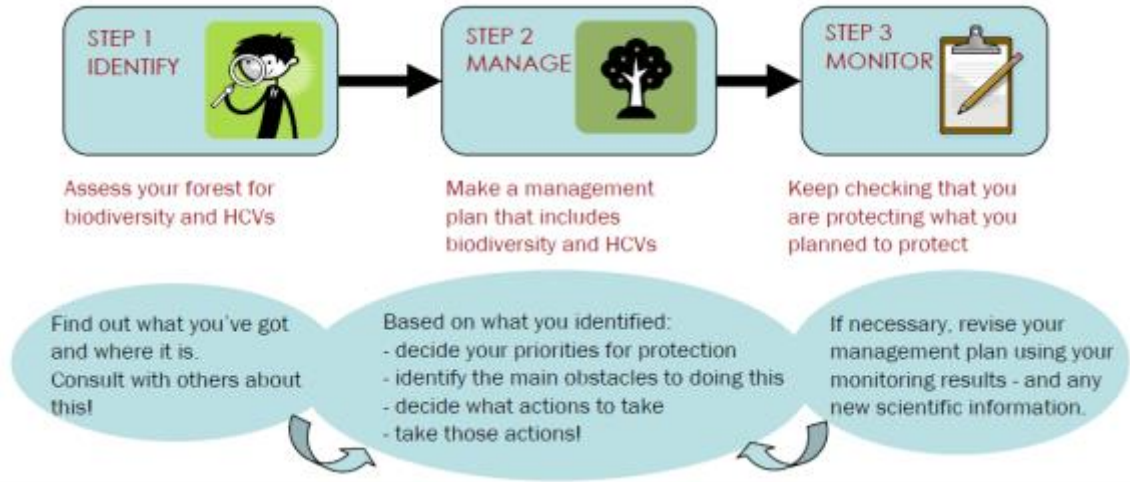 STEP 1
IDENTIFY
STEP 2
MANAGE
STEP 3
MONITOR
Assess your forest for
biodiversity and HCVs
Make a management
plan that includes
biodiversity and HCVs
Keep checking that you
are protecting what you
planned to protect
Find out what you've got
and where it is.
Consult with others about
this!
Based on what you identified:
- decide your priorities for protection
- identify the main obstacles to doing this
- decide what actions to take
- take those actions!
If necessary, revise your
management plan using your
monitoring results - and any
new scientific information.